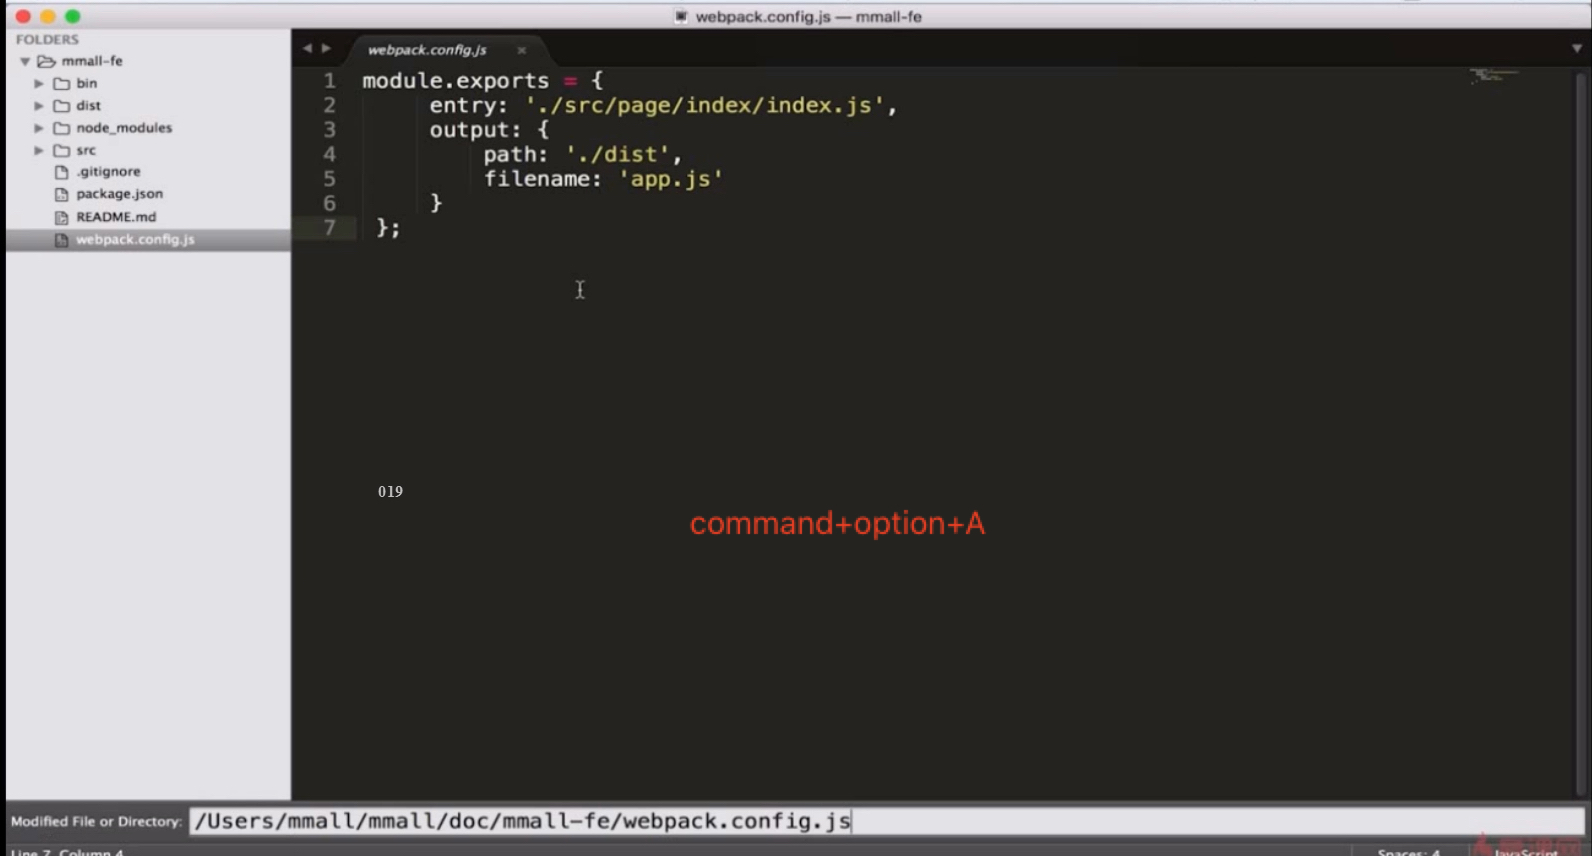 webpack.config.js — mmall-fe
FOLDERS
mmall-fe
bin
dist
node_modules
src
.gitignore
package.json
README.md
webpack.config.js
webpack.config.js ×
1 module.exports = {
2 entry: './src/page/index/index.js',
3 output: {
4 path: './dist',
5 filename: 'app.js'
6 }
7 };
019
command+option+A
Modified File or Directory: /Users/mmall/mmall/doc/mmall-fe/webpack.config.js
Line 7, Column 4
Spaces: 4
JavaScript